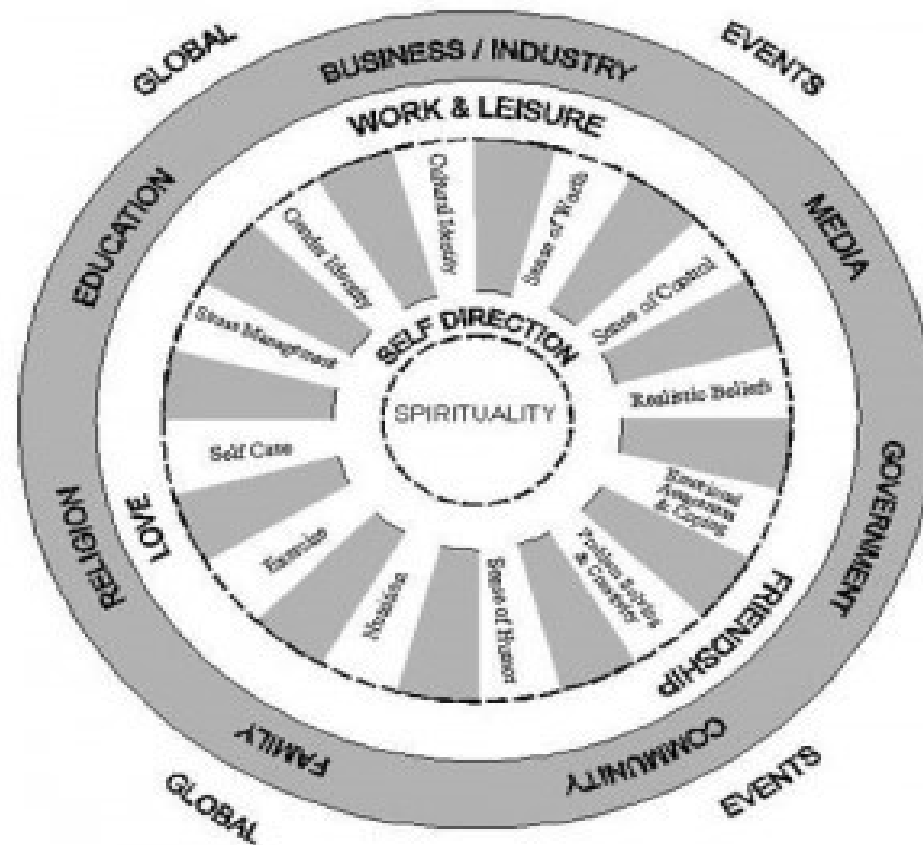 GLOBAL
EVENTS
BUSINESS / INDUSTRY
MEDIA
GOVERNMENT
COMMUNITY
FAMILY
RELIGION
EDUCATION
GLOBAL
EVENTS
WORK & LEISURE
FRIENDSHIP
LOVE
Cultural Identity
Sense of Worth
Sense of Control
Realistic Beliefs
Emotional
Awareness
& Coping
Problem Solving
& Creativity
Sense of Humor
Nutrition
Exercise
Self Care
Stress Management
Gender Identity
SELF DIRECTION
SPIRITUALITY